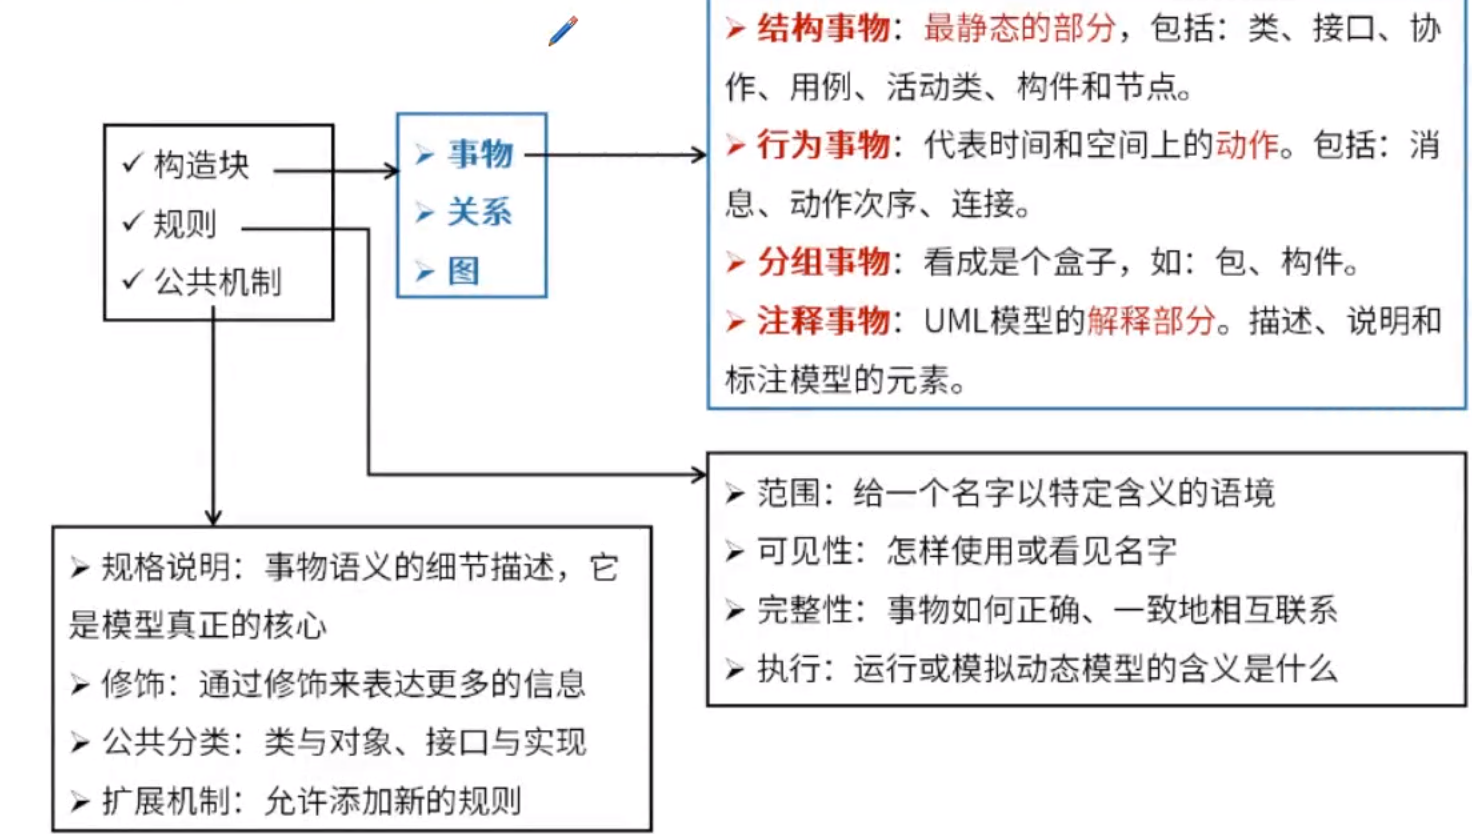 ✓ 构造块
✓ 规则
✓ 公共机制
➢ 事物
➢ 关系
➢ 图
➢ 结构事物：最静态的部分，包括：类、接口、协
作、用例、活动类、构件和节点。
➢ 行为事物：代表时间和空间上的动作。包括：消
息、动作次序、连接。
➢ 分组事物：看成是个盒子，如：包、构件。
➢ 注释事物：UML模型的解释部分。描述、说明和
标注模型的元素。
➢ 范围：给一个名字以特定含义的语境
➢ 可见性：怎样使用或看见名字
➢ 完整性：事物如何正确、一致地相互联系
➢ 执行：运行或模拟动态模型的含义是什么
➢ 规格说明：事物语义的细节描述，它
是模型真正的核心
➢ 修饰：通过修饰来表达更多的信息
➢ 公共分类：类与对象、接口与实现
➢ 扩展机制：允许添加新的规则